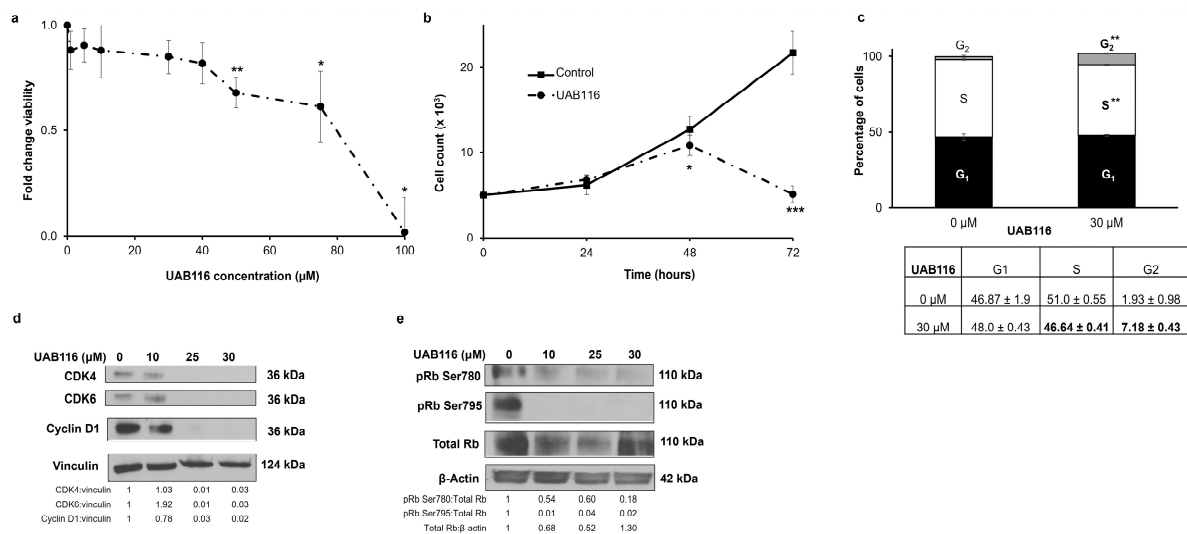 a
1.0
0.5
0.0
Fold change viability
**
*
*
0
20
40
60
80
100
UAB116 concentration (µM)
b
20
10
0
Cell count (x 10³)
Control
UAB116
*
***
0
24
48
72
Time (hours)
c
100
50
0
Percentage of cells
G₂
S
G₁
G₂**
S**
G₁
0 µM
30 µM
UAB116
UAB116 G1 S G2
0 µM 46.87 ± 1.9 51.0 ± 0.55 1.93 ± 0.98
30 µM 48.0 ± 0.43 46.64 ± 0.41 7.18 ± 0.43
d
UAB116 (µM) 0 10 25 30
CDK4 36 kDa
CDK6 36 kDa
Cyclin D1 36 kDa
Vinculin 124 kDa
CDK4:vinculin 1 1.03 0.01 0.03
CDK6:vinculin 1 1.92 0.01 0.03
Cyclin D1:vinculin 1 0.78 0.03 0.02
e
UAB116 (µM) 0 10 25 30
pRb Ser780 110 kDa
pRb Ser795 110 kDa
Total Rb 110 kDa
β-Actin 42 kDa
pRb Ser780:Total Rb 1 0.54 0.60 0.18
pRb Ser795:Total Rb 1 0.01 0.04 0.02
Total Rb:β-actin 1 0.68 0.52 1.30